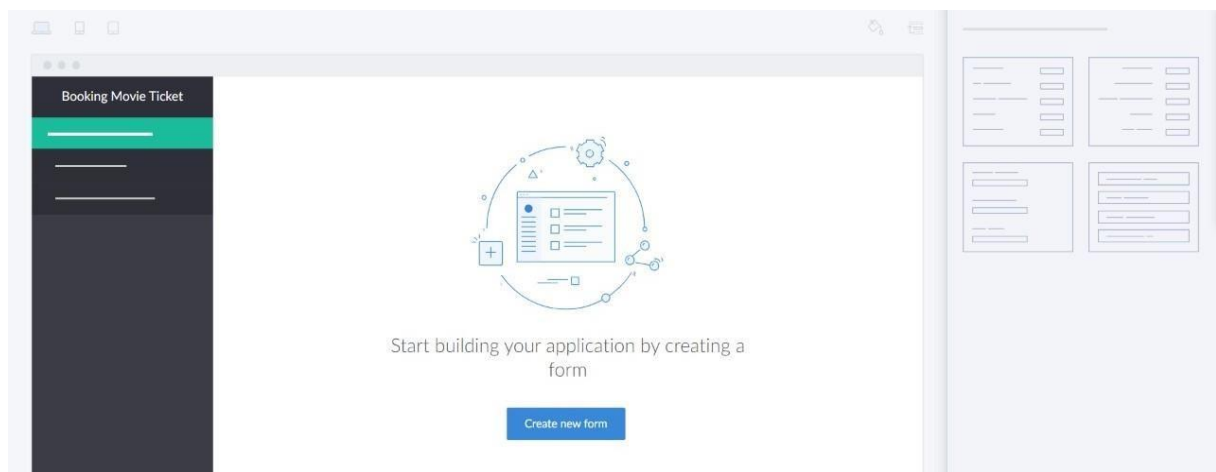 Booking Movie Ticket
Start building your application by creating a
form
Create new form